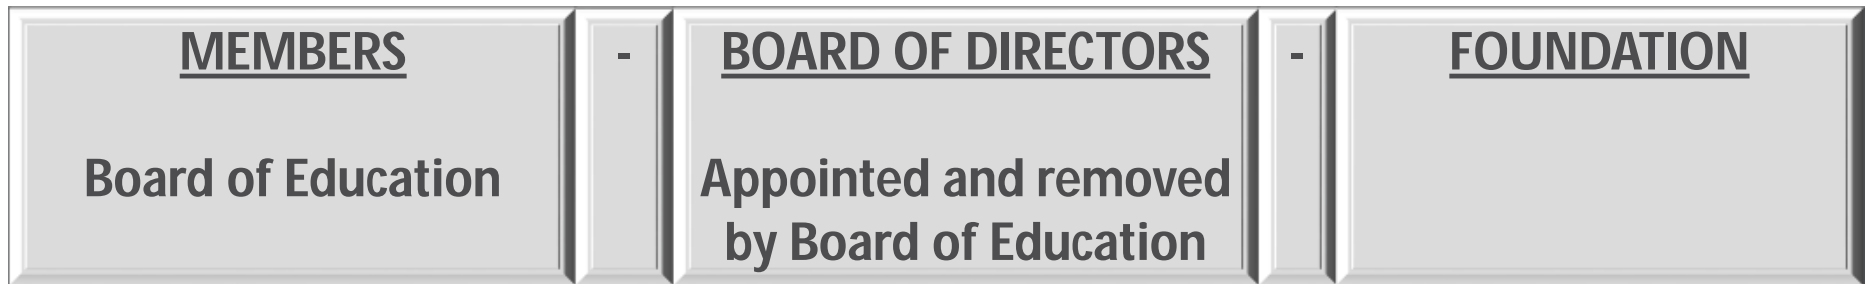 MEMBERS - BOARD OF DIRECTORS - FOUNDATION
Board of Education Appointed and removed
by Board of Education